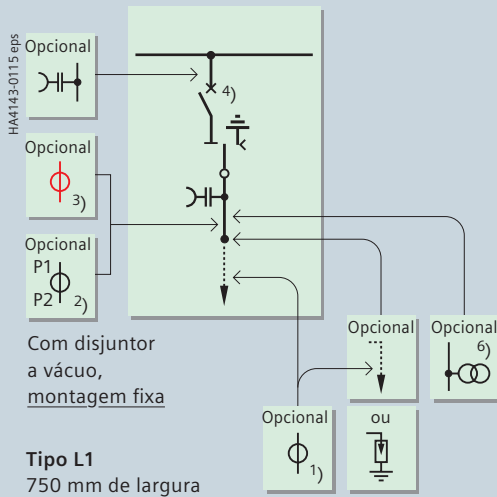 HA4143-0115 eps
Opcional
4)
Opcional
3)
Opcional
P1
P2
2)
Com disjuntor
a vácuo,
montagem fixa
Opcional
Opcional
6)
Opcional
1)
ou
Tipo L1
750 mm de largura